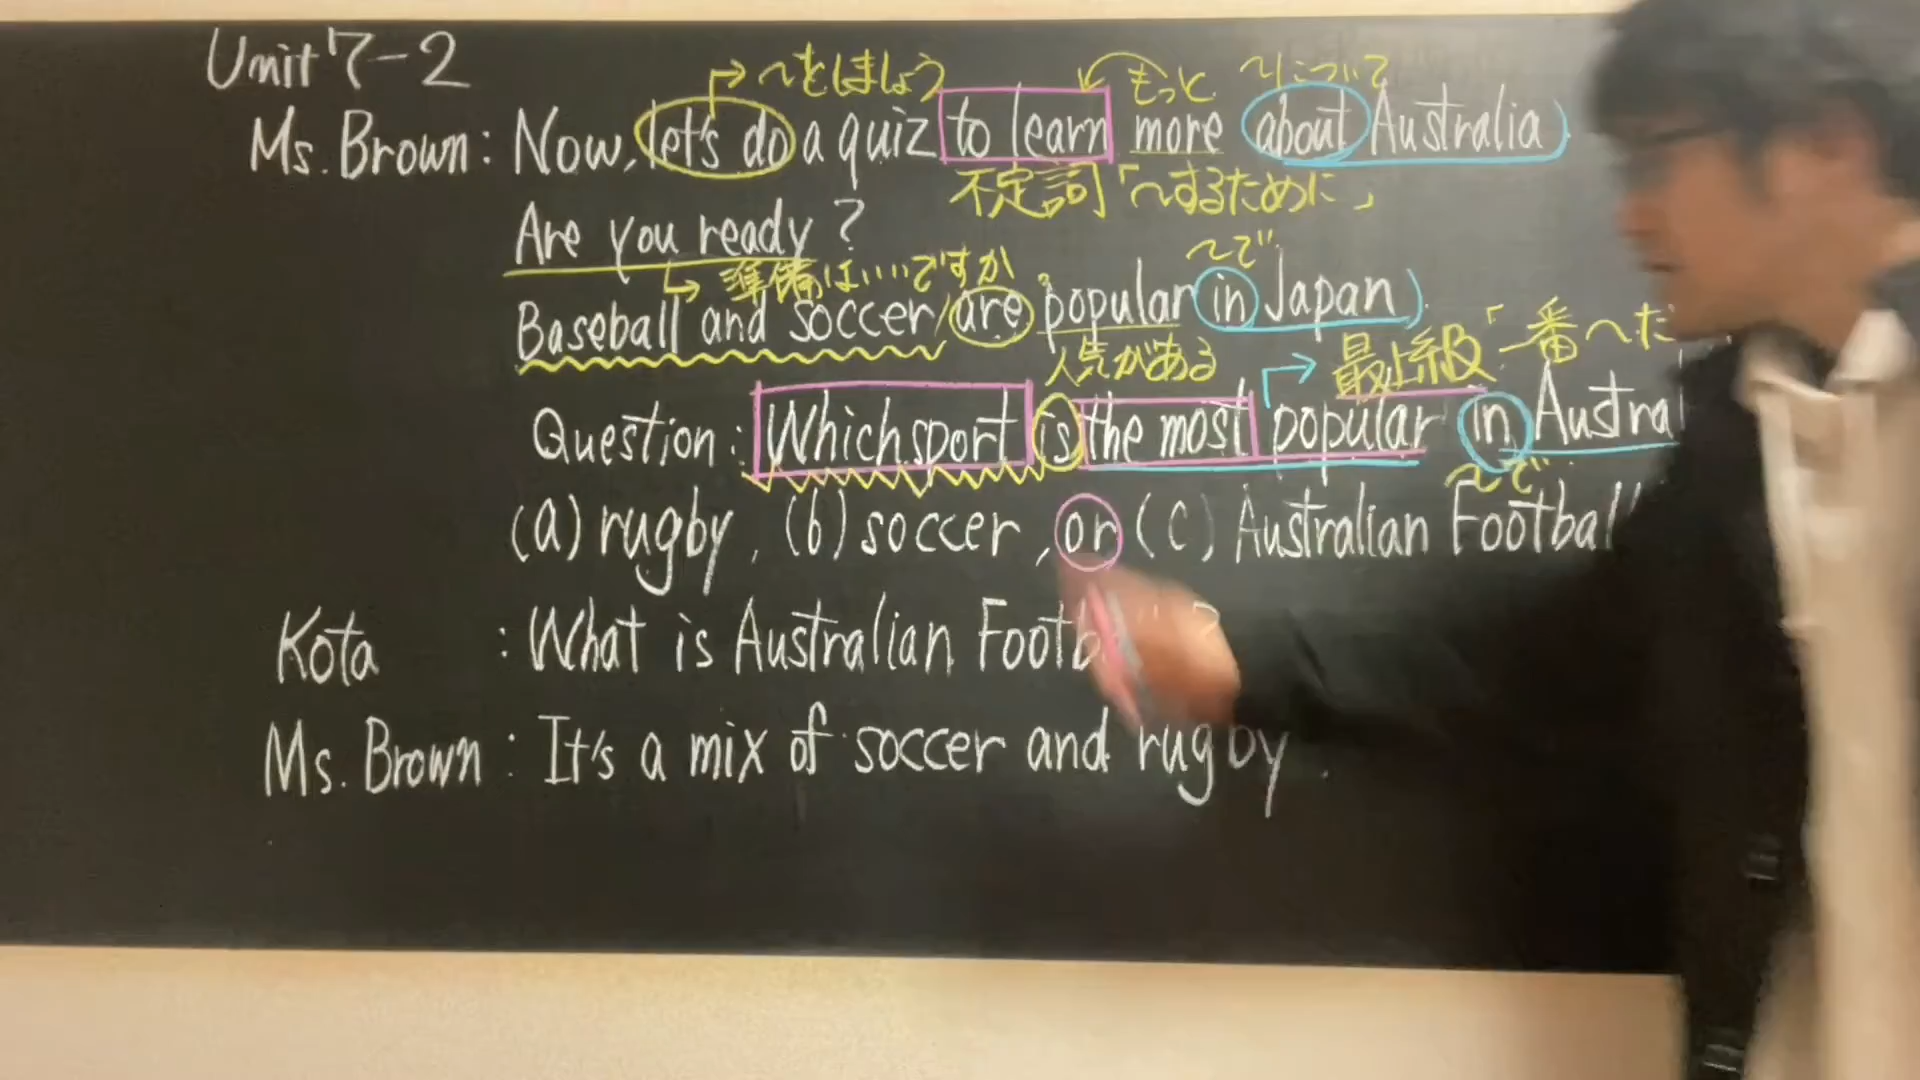 Unit 7-2
→ 〜をしましょう もっと 〜について
Ms. Brown : Now, let's do a quiz to learn more about Australia
不定詞「〜するために」
Are you ready ?
→ 準備はいいですか 〜で
Baseball and soccer are popular in Japan
人気がある → 最上級「一番〜だ
Question : Which sport is the most popular in
〜で
(a) rugby, (b) soccer, or (c) Australian
Kota : What is Australian ?
Ms. Brown : It's a mix of soccer and rugby.